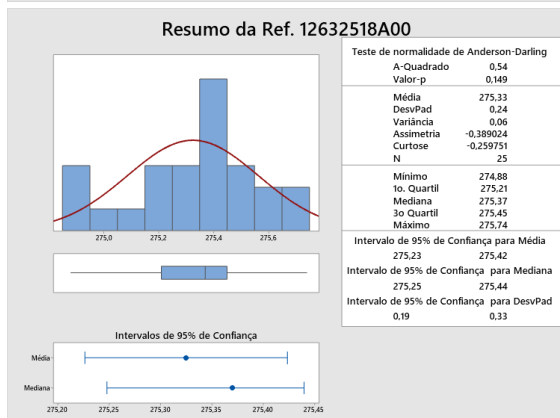 Resumo da Ref. 12632518A00
Teste de normalidade de Anderson-Darling
A-Quadrado 0,54
Valor-p 0,149
Média 275,33
DesvPad 0,24
Variância 0,06
Assimetria -0,389024
Curtose -0,259751
N 25
Mínimo 274,88
1o. Quartil 275,21
Mediana 275,37
3o Quartil 275,45
Máximo 275,74
Intervalo de 95% de Confiança para Média
275,23 275,42
Intervalo de 95% de Confiança para Mediana
275,25 275,44
Intervalo de 95% de Confiança para DesvPad
0,19 0,33
275,0 275,2 275,4 275,6
Intervalos de 95% de Confiança
Média
Mediana
275,20 275,25 275,30 275,35 275,40 275,45